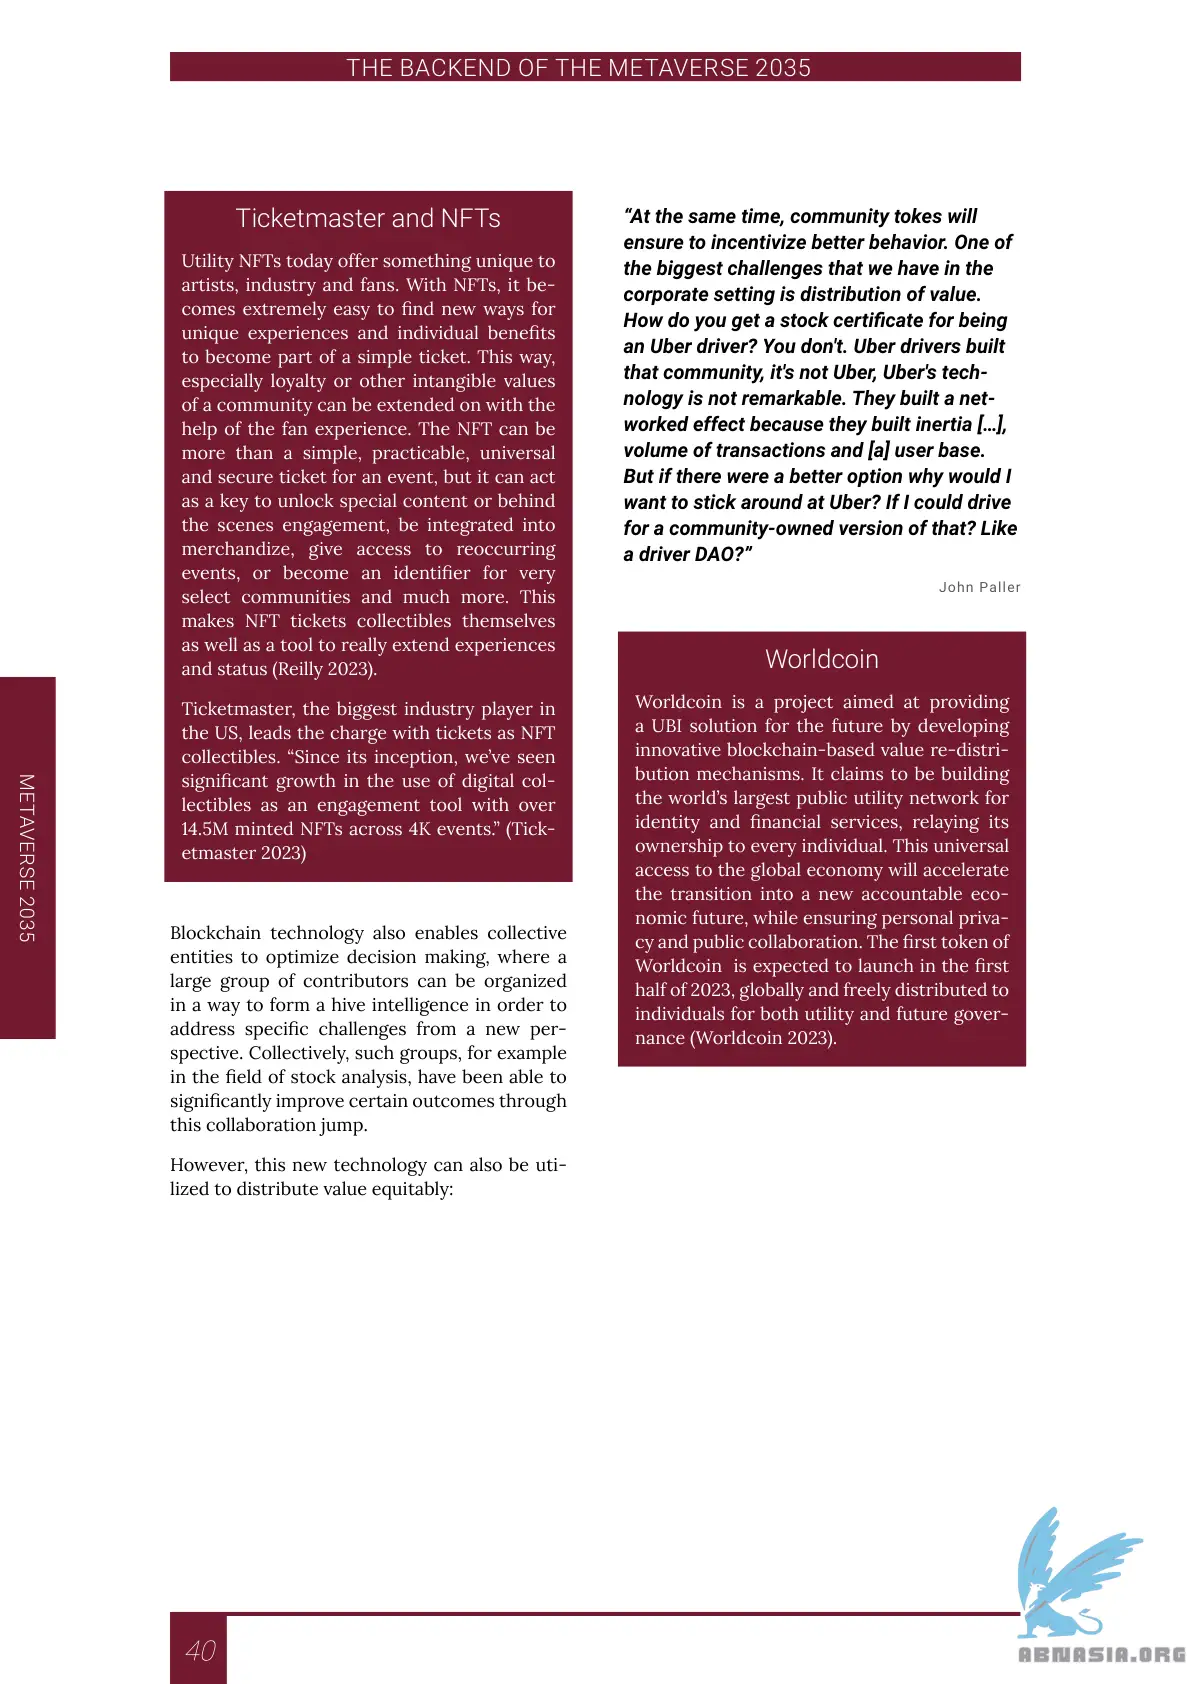 THE BACKEND OF THE METAVERSE 2035
Ticketmaster and NFTs
Utility NFTs today offer something unique to
artists, industry and fans. With NFTs, it be-
comes extremely easy to find new ways for
unique experiences and individual benefits
to become part of a simple ticket. This way,
especially loyalty or other intangible values
of a community can be extended on with the
help of the fan experience. The NFT can be
more than a simple, practicable, universal
and secure ticket for an event, but it can act
as a key to unlock special content or behind
the scenes engagement, be integrated into
merchandize, give access to reoccurring
events, or become an identifier for very
select communities and much more. This
makes NFT tickets collectibles themselves
as well as a tool to really extend experiences
and status (Reilly 2023).
Ticketmaster, the biggest industry player in
the US, leads the charge with tickets as NFT
collectibles. “Since its inception, we’ve seen
significant growth in the use of digital col-
lectibles as an engagement tool with over
14.5M minted NFTs across 4K events.” (Tick-
etmaster 2023)
Blockchain technology also enables collective
entities to optimize decision making, where a
large group of contributors can be organized
in a way to form a hive intelligence in order to
address specific challenges from a new per-
spective. Collectively, such groups, for example
in the field of stock analysis, have been able to
significantly improve certain outcomes through
this collaboration jump.
However, this new technology can also be uti-
lized to distribute value equitably:
“At the same time, community tokes will
ensure to incentivize better behavior. One of
the biggest challenges that we have in the
corporate setting is distribution of value.
How do you get a stock certificate for being
an Uber driver? You don't. Uber drivers built
that community, it's not Uber, Uber's tech-
nology is not remarkable. They built a net-
worked effect because they built inertia […],
volume of transactions and [a] user base.
But if there were a better option why would I
want to stick around at Uber? If I could drive
for a community-owned version of that? Like
a driver DAO?”
John Paller
Worldcoin
Worldcoin is a project aimed at providing
a UBI solution for the future by developing
innovative blockchain-based value re-distri-
bution mechanisms. It claims to be building
the world’s largest public utility network for
identity and financial services, relaying its
ownership to every individual. This universal
access to the global economy will accelerate
the transition into a new accountable eco-
nomic future, while ensuring personal priva-
cy and public collaboration. The first token of
Worldcoin is expected to launch in the first
half of 2023, globally and freely distributed to
individuals for both utility and future gover-
nance (Worldcoin 2023).
METAVERSE 2035
40
ABNASIA.ORG